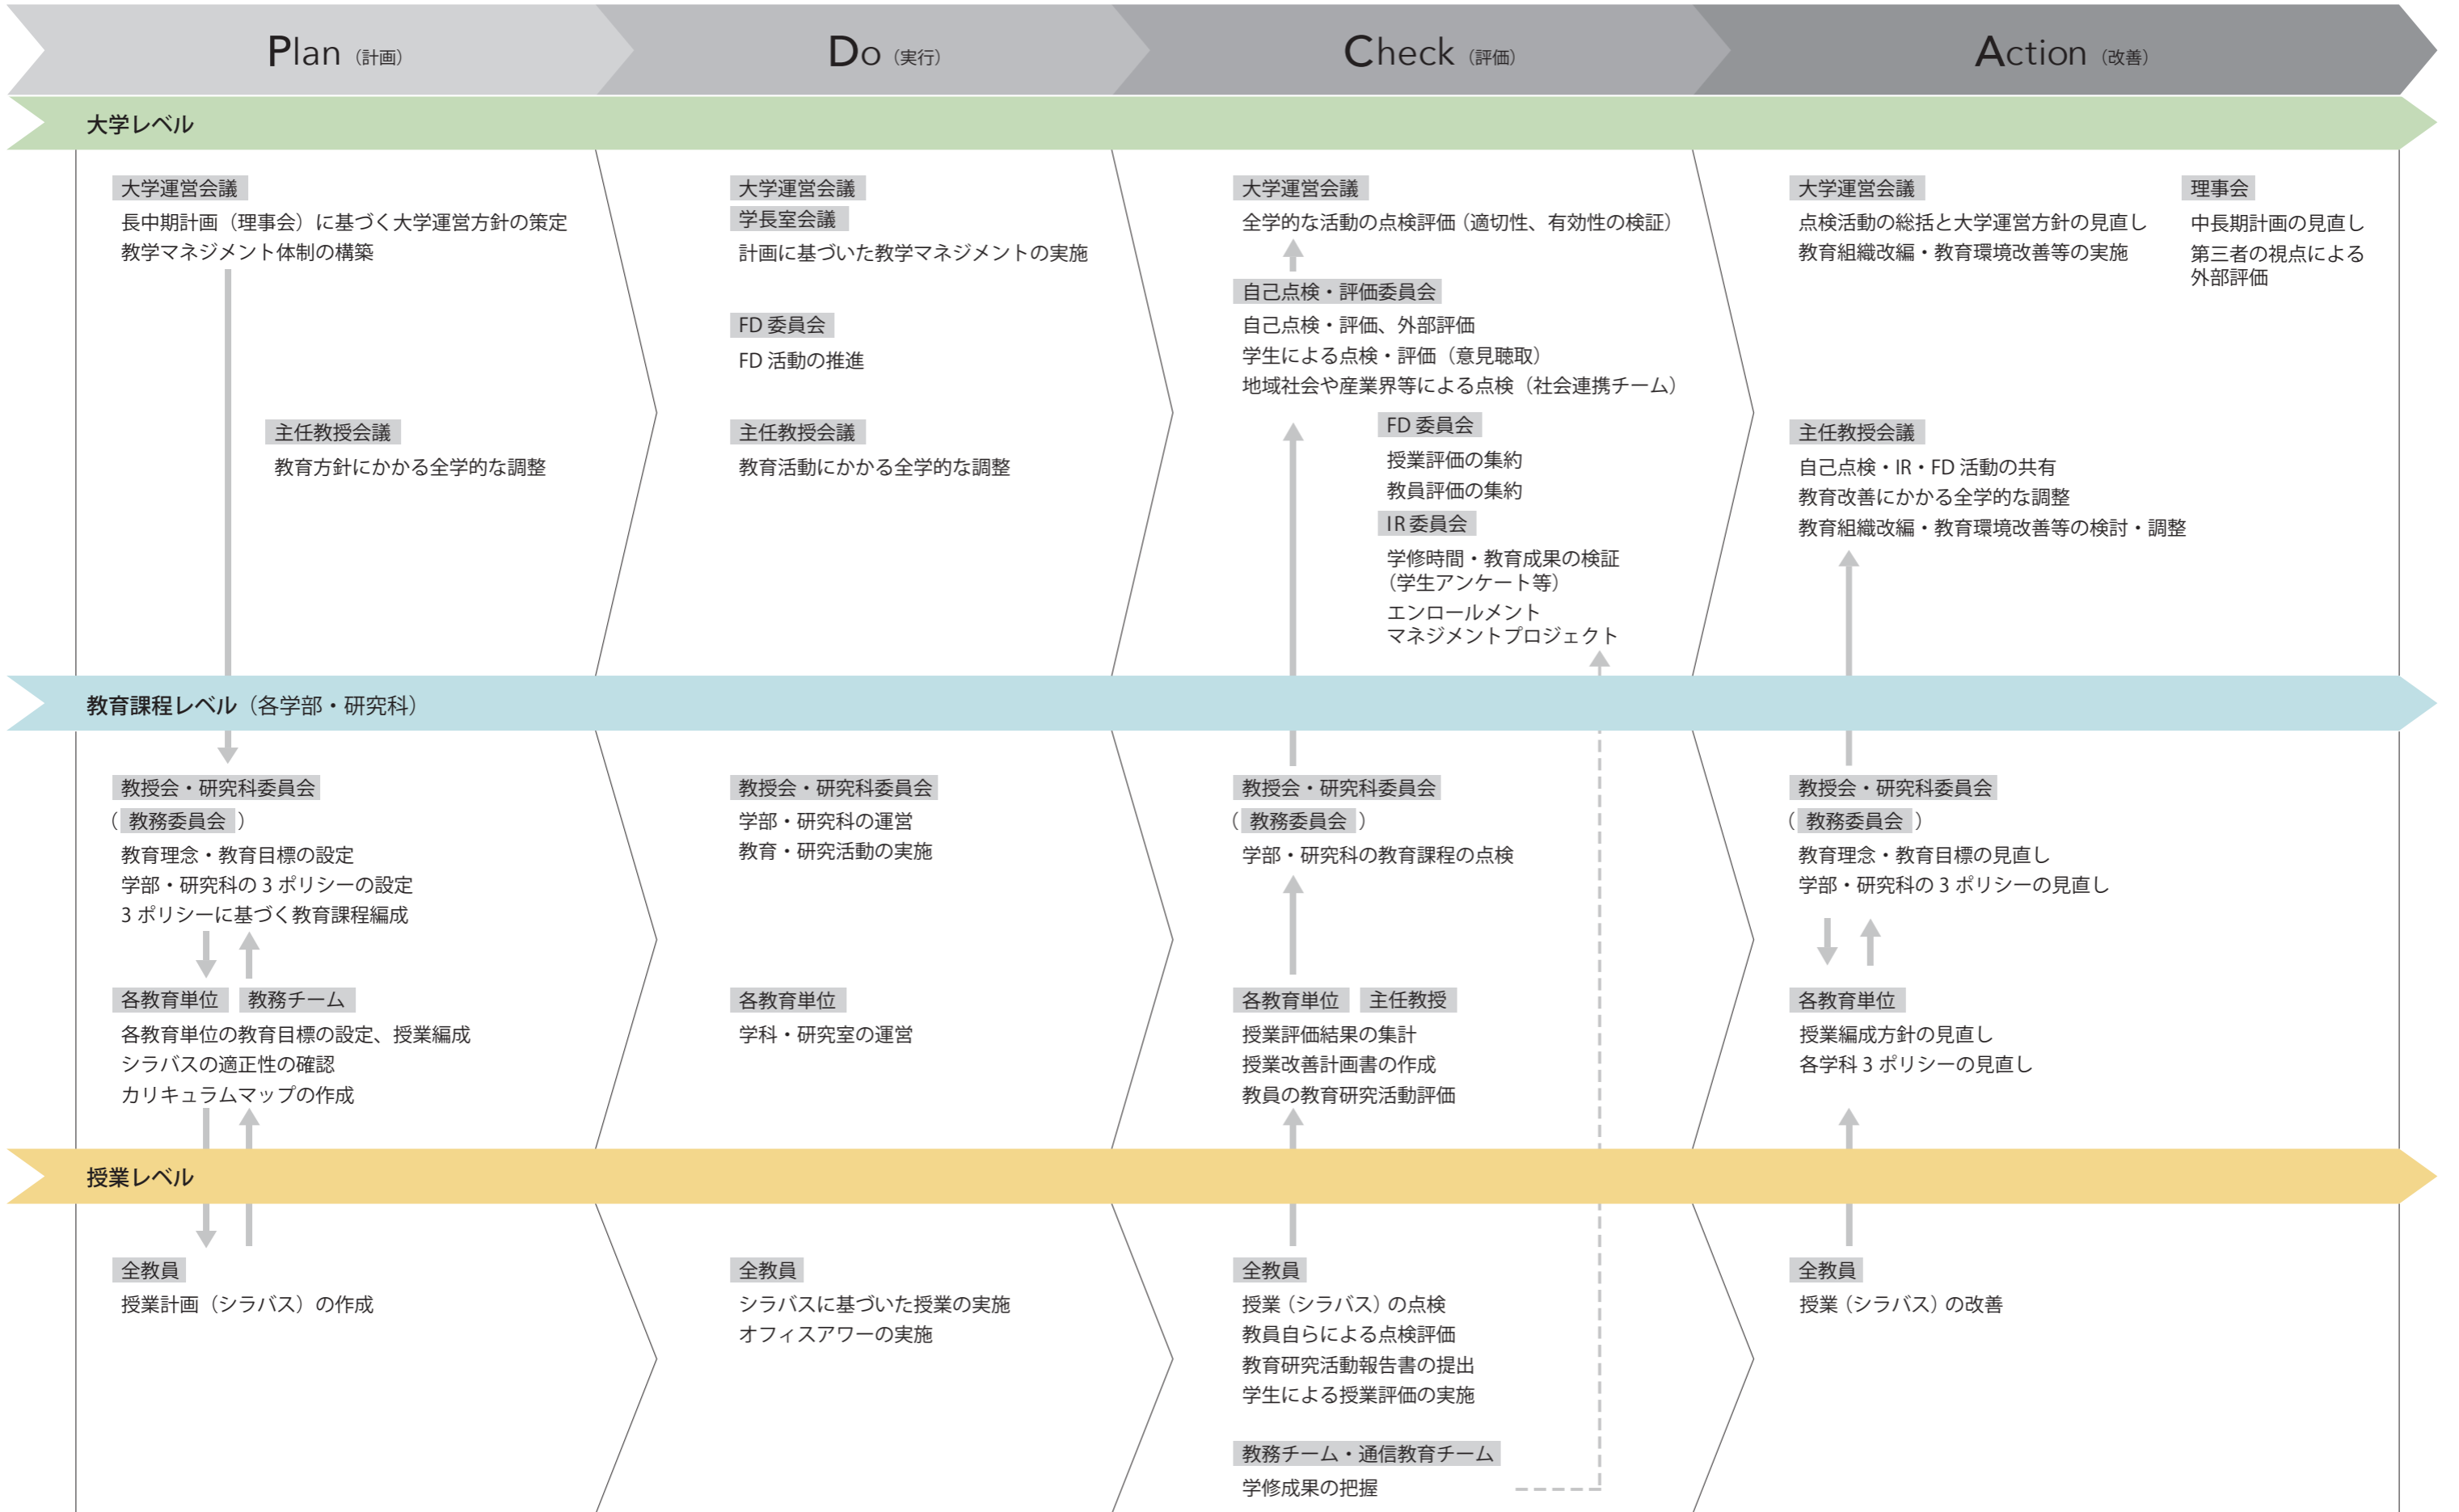 Plan（計画）
Do（実行）
Check（評価）
Action（改善）
大学レベル
大学運営会議
長中期計画（理事会）に基づく大学運営方針の策定
教学マネジメント体制の構築
主任教授会議
教育方針にかかる全学的な調整
大学運営会議
学長室会議
計画に基づいた教学マネジメントの実施
FD 委員会
FD 活動の推進
主任教授会議
教育活動にかかる全学的な調整
大学運営会議
全学的な活動の点検評価（適切性、有効性の検証）
自己点検・評価委員会
自己点検・評価、外部評価
学生による点検・評価（意見聴取）
地域社会や産業界等による点検（社会連携チーム）
FD 委員会
授業評価の集約
教員評価の集約
IR 委員会
学修時間・教育成果の検証
（学生アンケート等）
エンロールメント
マネジメントプロジェクト
大学運営会議
点検活動の総括と大学運営方針の見直し
教育組織改編・教育環境改善等の実施
理事会
中長期計画の見直し
第三者の視点による
外部評価
主任教授会議
自己点検・IR・FD 活動の共有
教育改善にかかる全学的な調整
教育組織改編・教育環境改善等の検討・調整
教育課程レベル（各学部・研究科）
教授会・研究科委員会
（教務委員会）
教育理念・教育目標の設定
学部・研究科の 3 ポリシーの設定
3 ポリシーに基づく教育課程編成
各教育単位 教務チーム
各教育単位の教育目標の設定、授業編成
シラバスの適正性の確認
カリキュラムマップの作成
教授会・研究科委員会
学部・研究科の運営
教育・研究活動の実施
各教育単位
学科・研究室の運営
教授会・研究科委員会
（教務委員会）
学部・研究科の教育課程の点検
各教育単位 主任教授
授業評価結果の集計
授業改善計画書の作成
教員の教育研究活動評価
教授会・研究科委員会
（教務委員会）
教育理念・教育目標の見直し
学部・研究科の 3 ポリシーの見直し
各教育単位
授業編成方針の見直し
各学科 3 ポリシーの見直し
授業レベル
全教員
授業計画（シラバス）の作成
全教員
シラバスに基づいた授業の実施
オフィスアワーの実施
全教員
授業（シラバス）の点検
教員自らによる点検評価
教育研究活動報告書の提出
学生による授業評価の実施
教務チーム・通信教育チーム
学修成果の把握
全教員
授業（シラバス）の改善